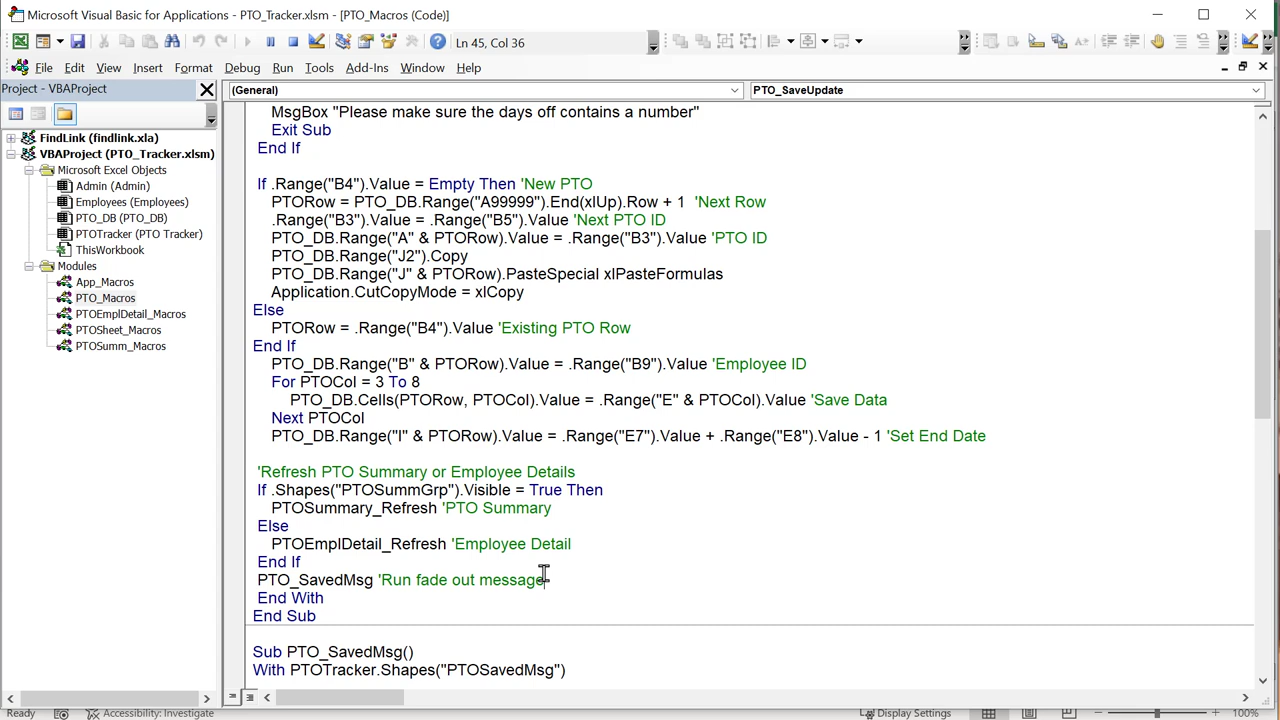 Microsoft Visual Basic for Applications - PTO_Tracker.xlsm - [PTO_Macros (Code)]
Ln 45, Col 36
File Edit View Insert Format Debug Run Tools Add-Ins Window Help
Project - VBAProject
(General)
PTO_SaveUpdate
FindLink (findlink.xla)
VBAProject (PTO_Tracker.xlsm)
Microsoft Excel Objects
Admin (Admin)
Employees (Employees)
PTO_DB (PTO_DB)
PTOTracker (PTO Tracker)
ThisWorkbook
Modules
App_Macros
PTO_Macros
PTOEmplDetail_Macros
PTOSheet_Macros
PTOSumm_Macros
MsgBox "Please make sure the days off contains a number"
Exit Sub
End If
If .Range("B4").Value = Empty Then 'New PTO
PTORow = PTO_DB.Range("A99999").End(xlUp).Row + 1 'Next Row
.Range("B3").Value = .Range("B5").Value 'Next PTO ID
PTO_DB.Range("A" & PTORow).Value = .Range("B3").Value 'PTO ID
PTO_DB.Range("J2").Copy
PTO_DB.Range("J" & PTORow).PasteSpecial xlPasteFormulas
Application.CutCopyMode = xlCopy
Else
PTORow = .Range("B4").Value 'Existing PTO Row
End If
PTO_DB.Range("B" & PTORow).Value = .Range("B9").Value 'Employee ID
For PTOCol = 3 To 8
PTO_DB.Cells(PTORow, PTOCol).Value = .Range("E" & PTOCol).Value 'Save Data
Next PTOCol
PTO_DB.Range("I" & PTORow).Value = .Range("E7").Value + .Range("E8").Value - 1 'Set End Date
'Refresh PTO Summary or Employee Details
If .Shapes("PTOSummGrp").Visible = True Then
PTOSummary_Refresh 'PTO Summary
Else
PTOEmplDetail_Refresh 'Employee Detail
End If
PTO_SavedMsg 'Run fade out message
End With
End Sub
Sub PTO_SavedMsg()
With PTOTracker.Shapes("PTOSavedMsg")
Ready
Accessibility: Investigate
Display Settings
100%